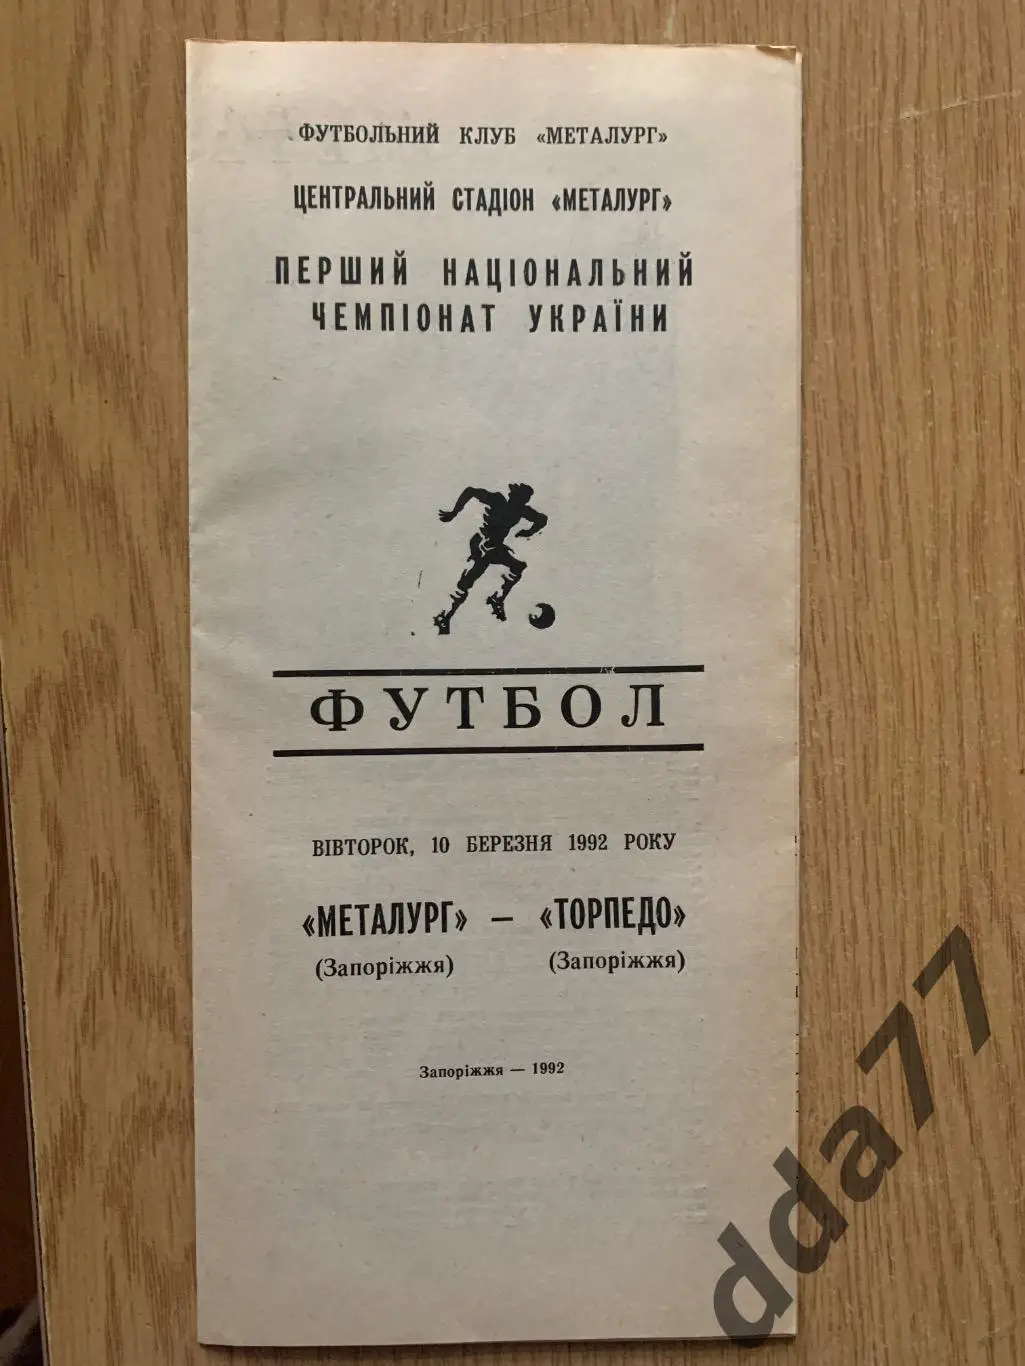 ФУТБОЛЬНИЙ КЛУБ «МЕТАЛУРГ»
ЦЕНТРАЛЬНИЙ СТАДІОН «МЕТАЛУРГ»
ПЕРШИЙ НАЦІОНАЛЬНИЙ
ЧЕМПІОНАТ УКРАЇНИ
ФУТБОЛ
ВІВТОРОК, 10 БЕРЕЗНЯ 1992 РОКУ
«МЕТАЛУРГ» — «ТОРПЕДО»
(Запоріжжя) (Запоріжжя)
Запоріжжя — 1992
dda77